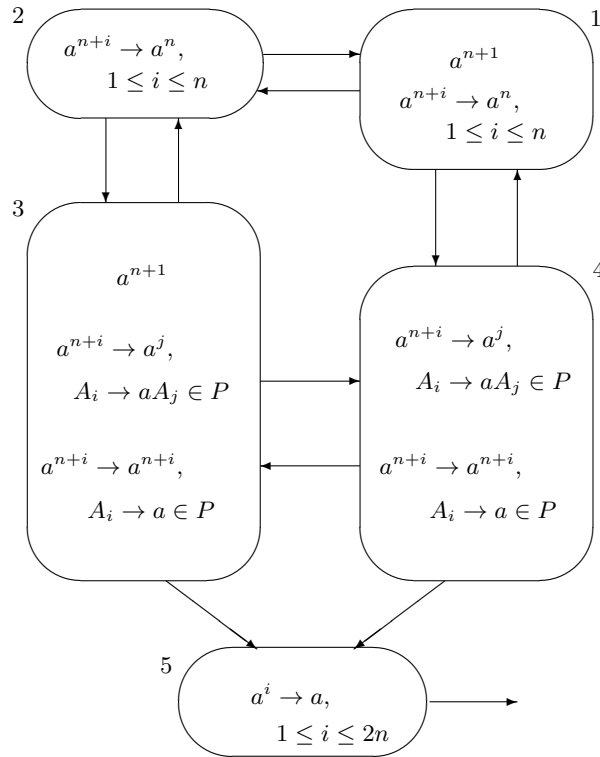 2
a^{n+i} → a^n,
1 ≤ i ≤ n
1
a^{n+1}
a^{n+i} → a^n,
1 ≤ i ≤ n
3
a^{n+1}
a^{n+i} → a^j,
A_i → aA_j ∈ P
a^{n+i} → a^{n+i},
A_i → a ∈ P
4
a^{n+i} → a^j,
A_i → aA_j ∈ P
a^{n+i} → a^{n+i},
A_i → a ∈ P
5
a^i → a,
1 ≤ i ≤ 2n